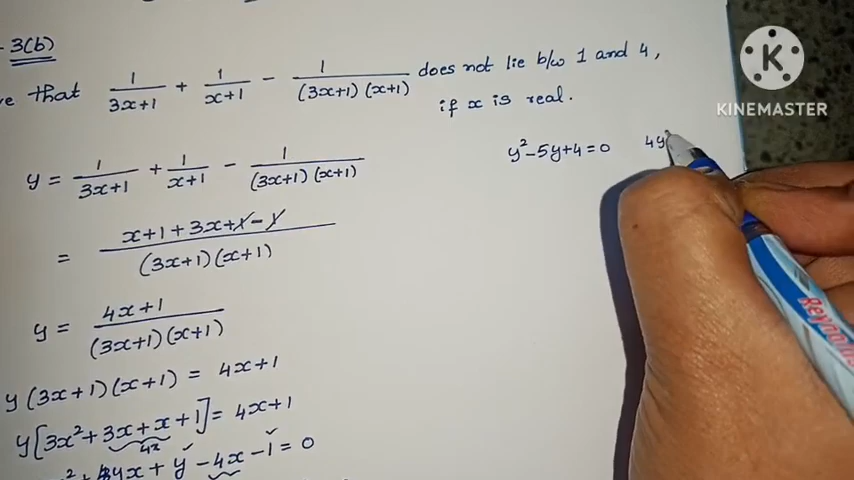 - 3(b)
that 1/(3x+1) + 1/(x+1) - 1/((3x+1)(x+1)) does not lie b/w 1 and 4,
if x is real.
y = 1/(3x+1) + 1/(x+1) - 1/((3x+1)(x+1))
= (x+1+3x+1-1)/((3x+1)(x+1))
y = (4x+1)/((3x+1)(x+1))
y(3x+1)(x+1) = 4x+1
y[3x²+3x+x+1] = 4x+1
4x
+ 4yx + y - 4x - 1 = 0
y²-5y+4=0 4y
K
KINEMASTER
Reynolds